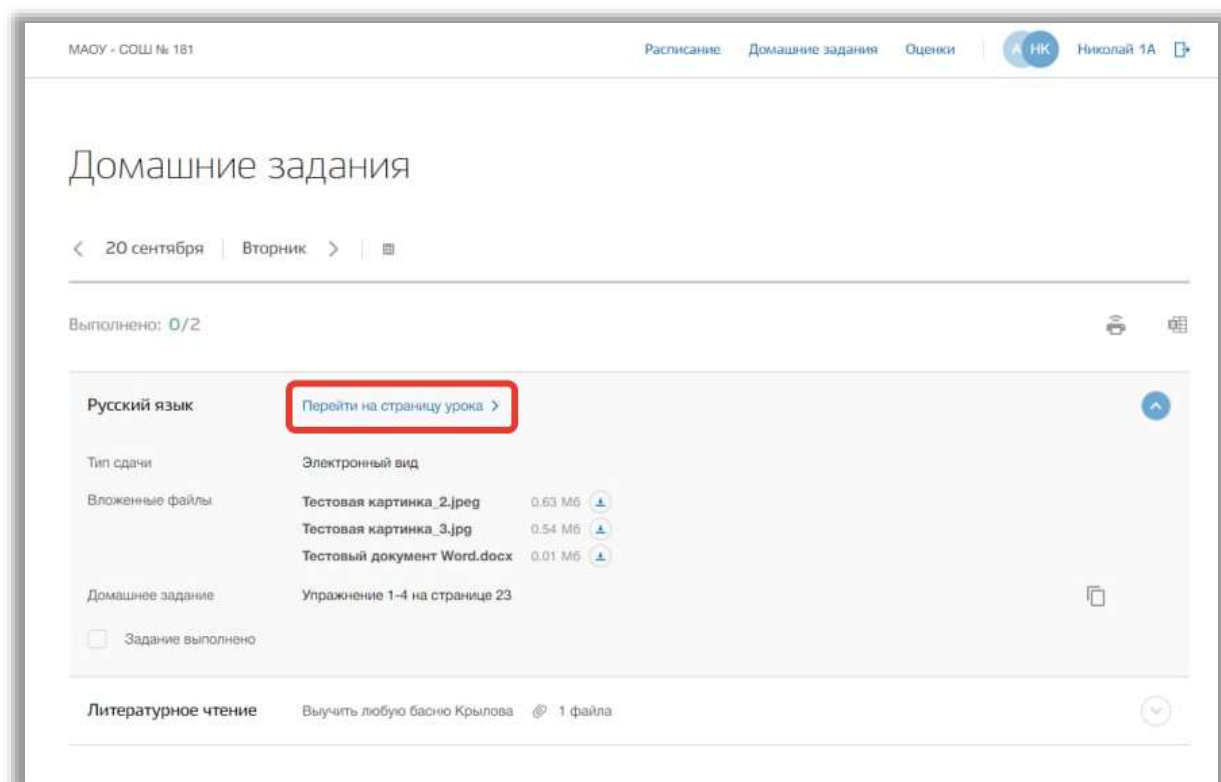 МАОУ - СОШ № 181 Расписание Домашние задания Оценки А НК Николай 1А
Домашние задания
20 сентября Вторник
Выполнено: 0/2
Русский язык Перейти на страницу урока
Тип сдачи Электронный вид
Вложенные файлы Тестовая картинка_2.jpeg 0.63 Мб
Тестовая картинка_3.jpg 0.54 Мб
Тестовый документ Word.docx 0.01 Мб
Домашнее задание Упражнение 1-4 на странице 23
Задание выполнено
Литературное чтение Выучить любую басню Крылова 1 файла